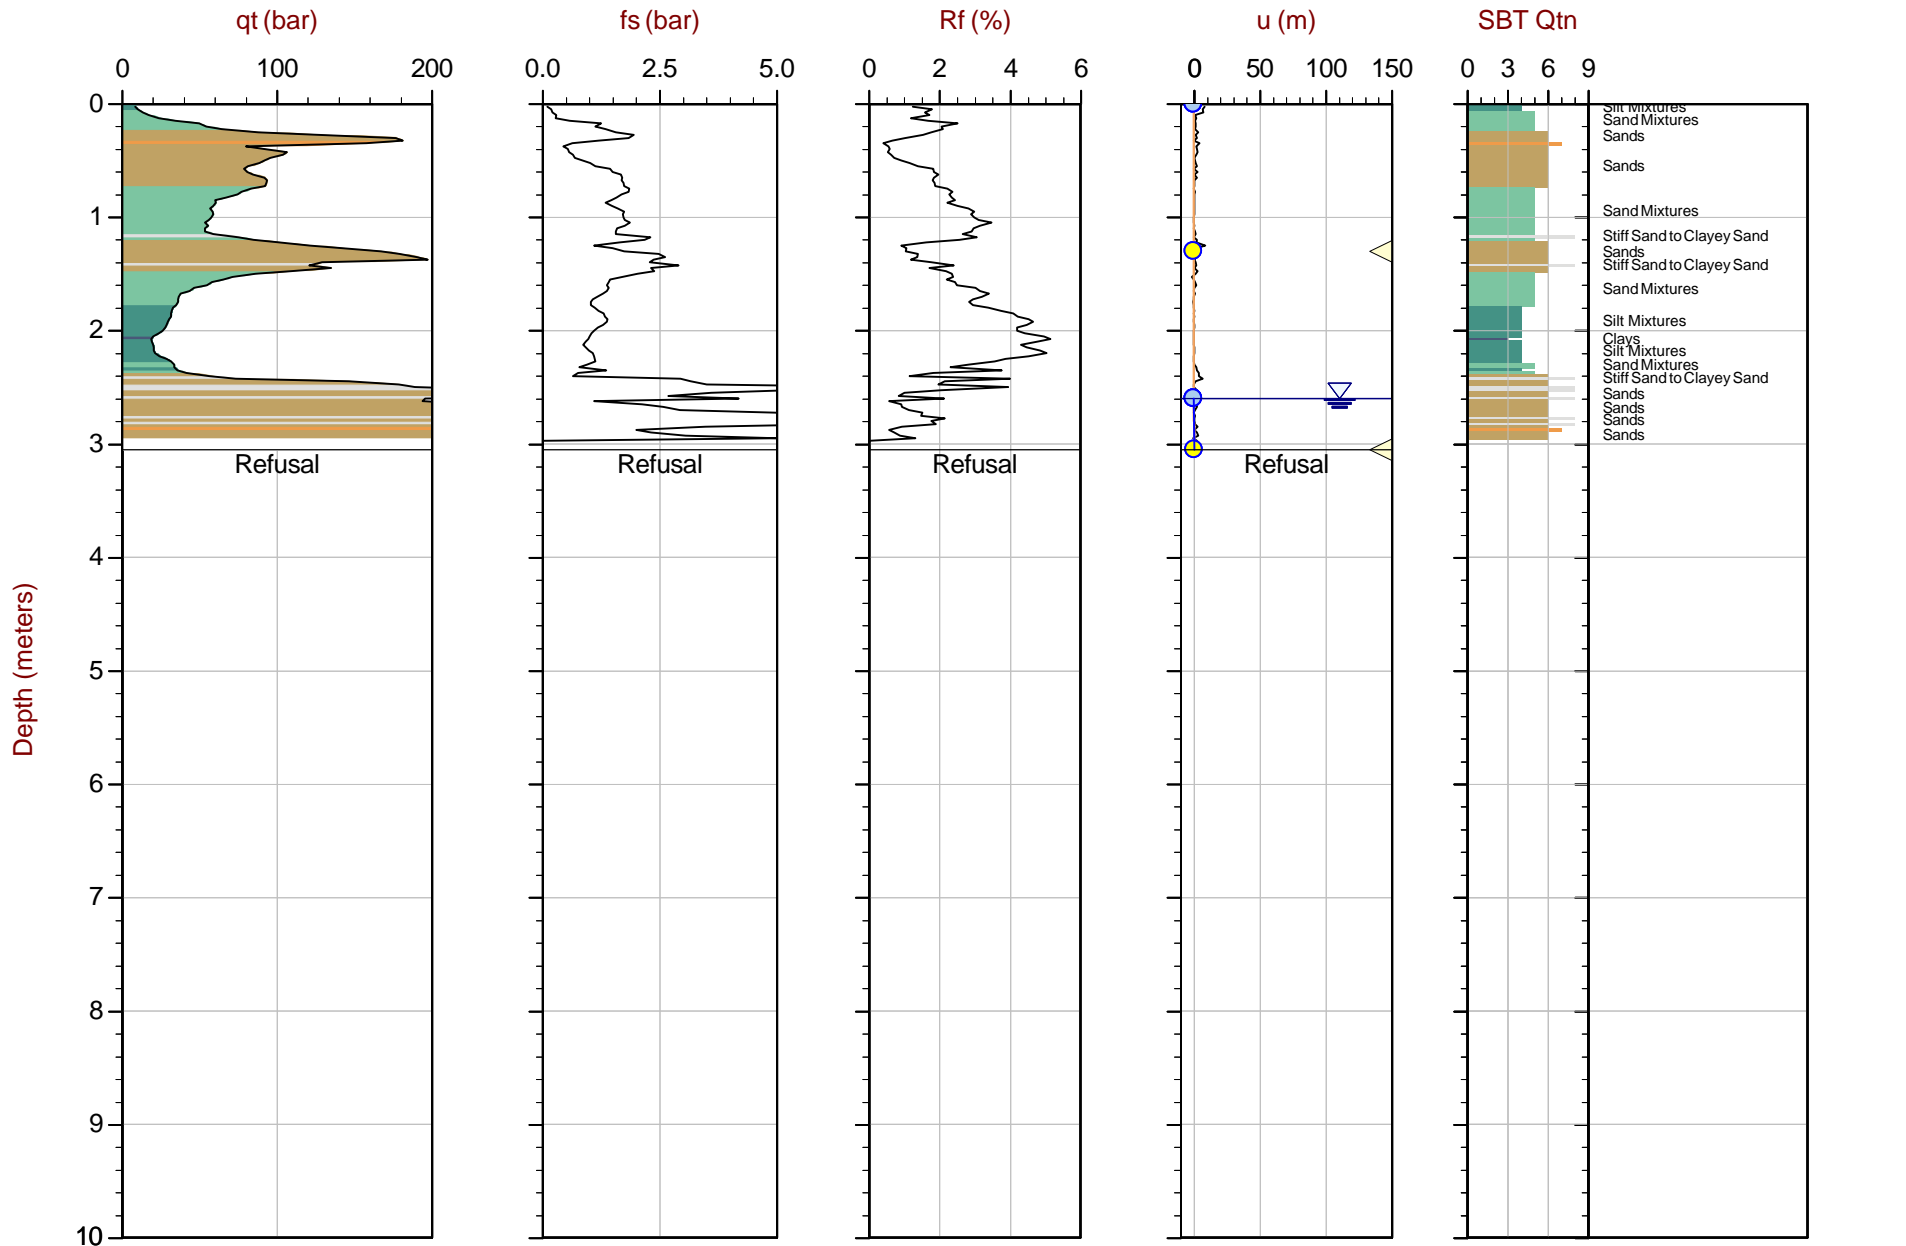 qt (bar) fs (bar) Rf (%) u (m) SBT Qtn
0 100 200 0.0 2.5 5.0 0 2 4 6 0 50 100 150 0 3 6 9
0
Silt Mixtures
Sand Mixtures
Sands
Sands
Sand Mixtures
1
Stiff Sand to Clayey Sand
Sands
Stiff Sand to Clayey Sand
Sand Mixtures
Silt Mixtures
2
Clays
Silt Mixtures
Sand Mixtures
Stiff Sand to Clayey Sand
Sands
Sands
Sands
Sands
3
Refusal Refusal Refusal Refusal
4
5
Depth (meters)
6
7
8
9
10